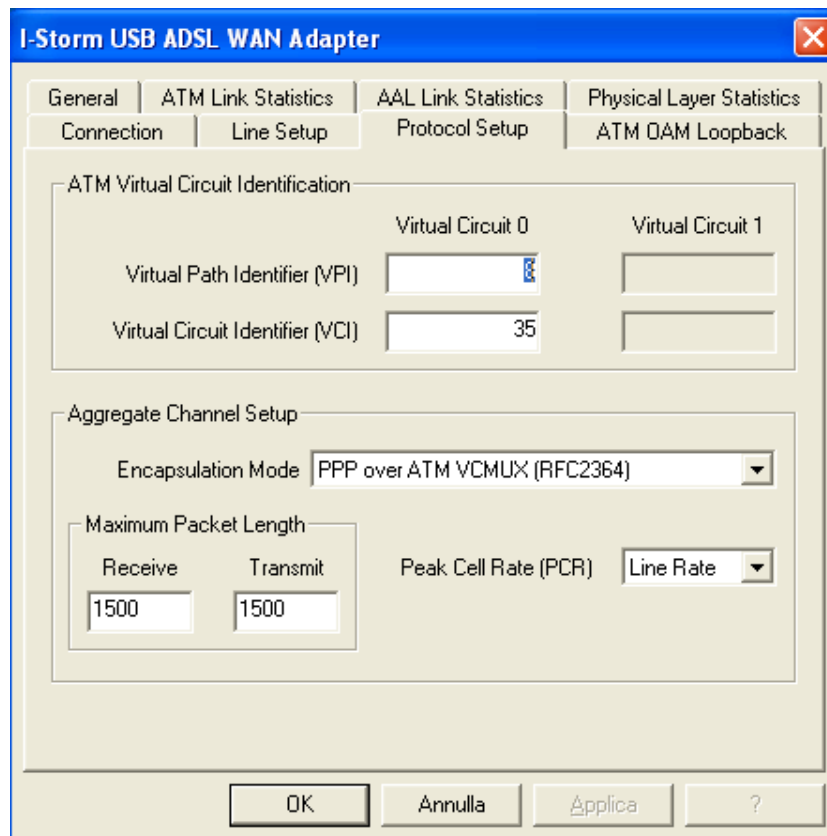 I-Storm USB ADSL WAN Adapter
General ATM Link Statistics AAL Link Statistics Physical Layer Statistics
Connection Line Setup Protocol Setup ATM OAM Loopback
ATM Virtual Circuit Identification
Virtual Circuit 0 Virtual Circuit 1
Virtual Path Identifier (VPI) 8
Virtual Circuit Identifier (VCI) 35
Aggregate Channel Setup
Encapsulation Mode PPP over ATM VCMUX (RFC2364)
Maximum Packet Length
Receive Transmit Peak Cell Rate (PCR) Line Rate
1500 1500
OK Annulla Applica ?